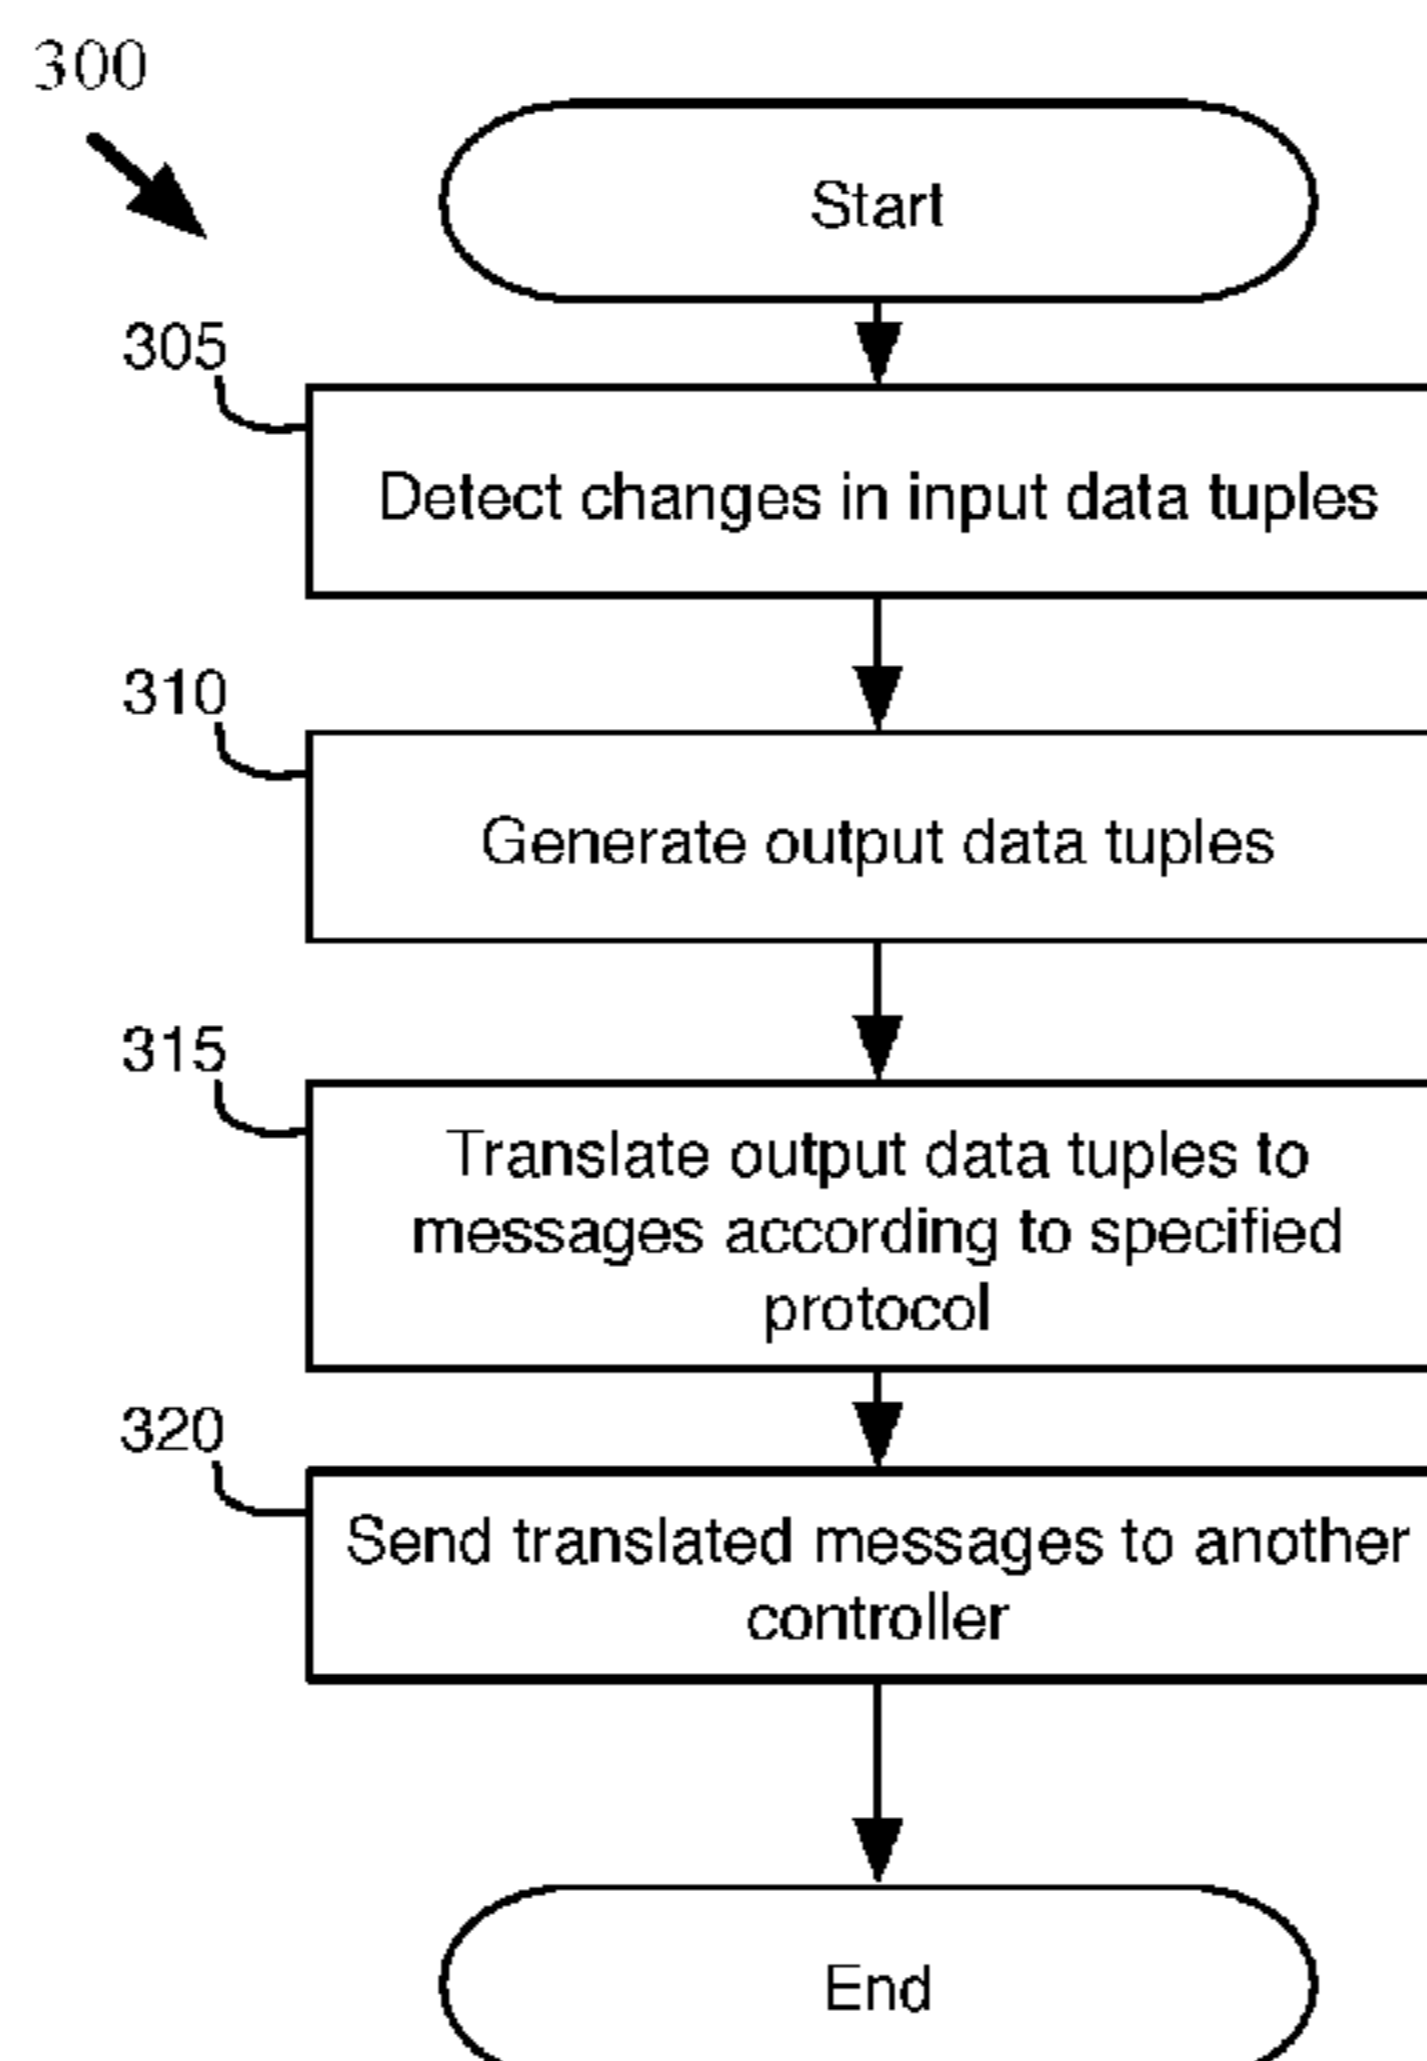 300
Start
305
Detect changes in input data tuples
310
Generate output data tuples
315
Translate output data tuples to
messages according to specified
protocol
320
Send translated messages to another
controller
End